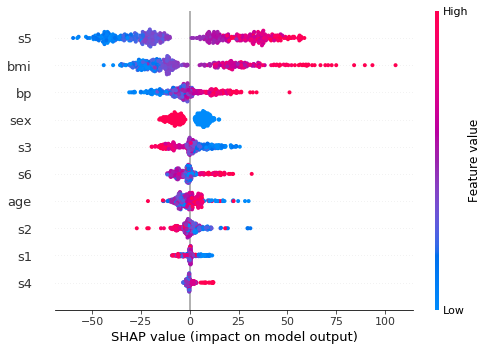 High
s5
bmi
bp
sex
s3
s6
age
s2
s1
s4
Feature value
Low
−50 −25 0 25 50 75 100
SHAP value (impact on model output)